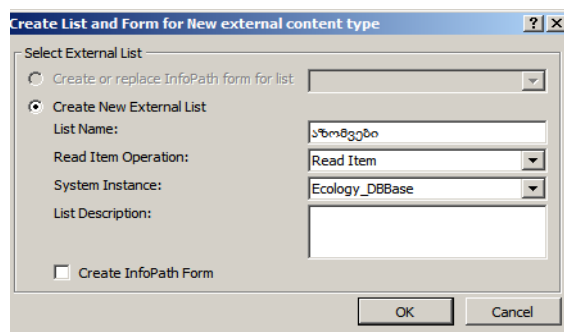 Create List and Form for New external content type
Select External List
Create or replace InfoPath form for list
Create New External List
List Name: აზომვები
Read Item Operation: Read Item
System Instance: Ecology_DBBase
List Description:
Create InfoPath Form
OK Cancel